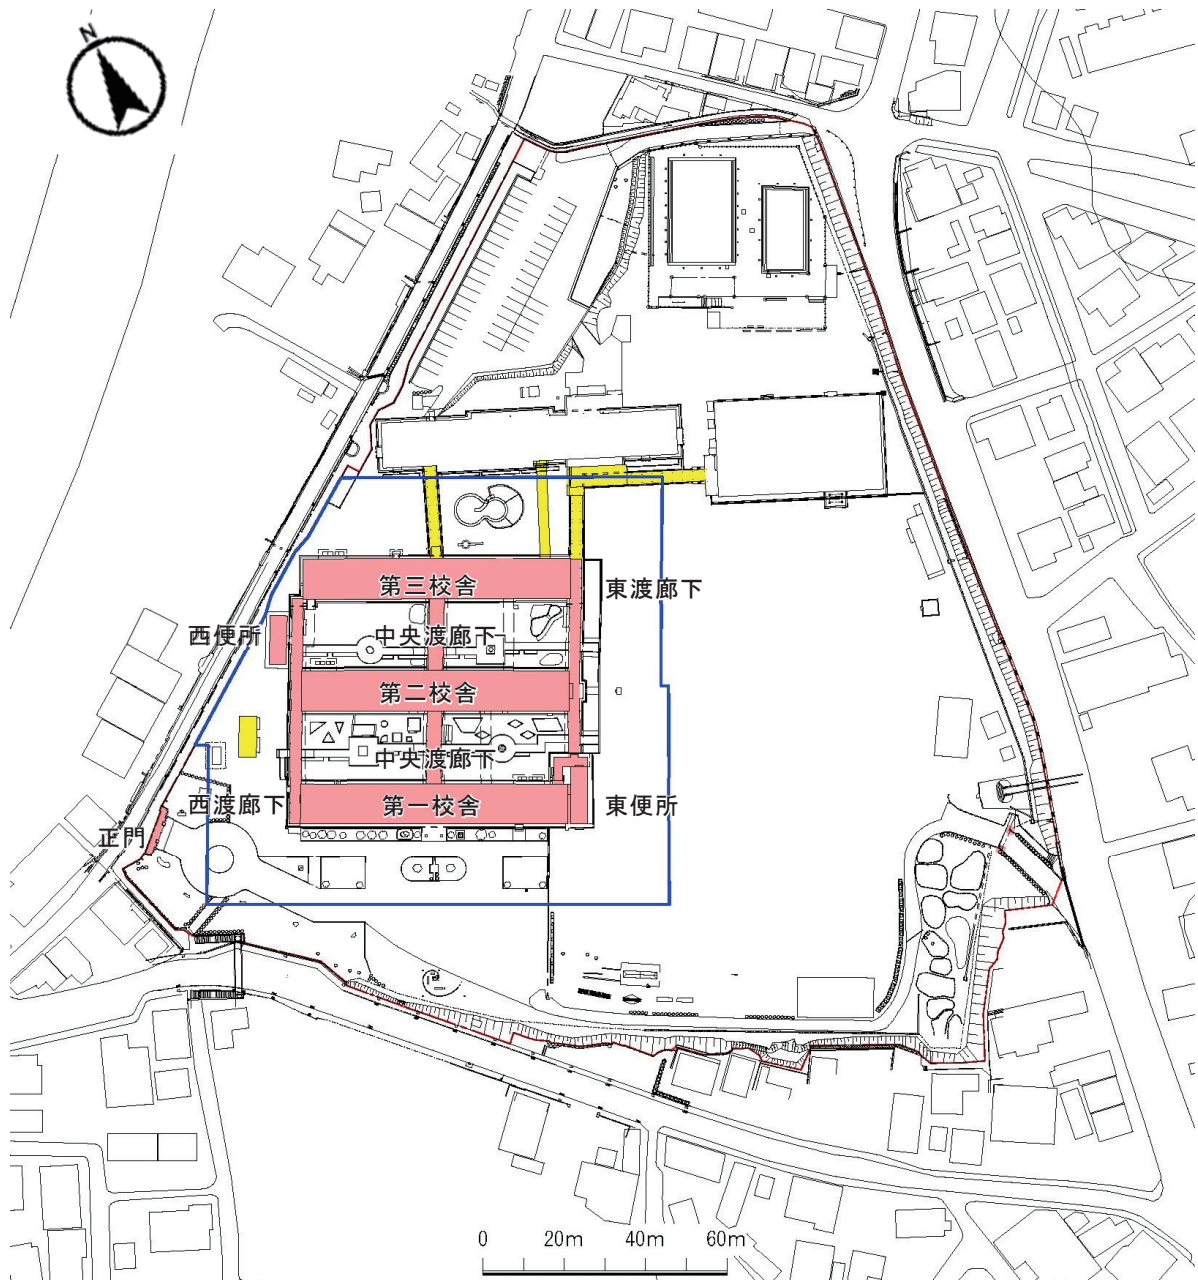 N
第三校舎
東渡廊下
西便所
中央渡廊下
第二校舎
中央渡廊下
西渡廊下
第一校舎
東便所
正門
0 20m 40m 60m